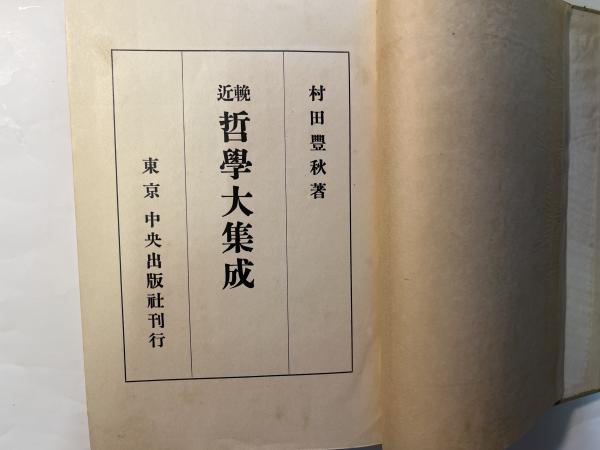 村田豐秋著
輓近
哲學大集成
東京 中央出版社刊行